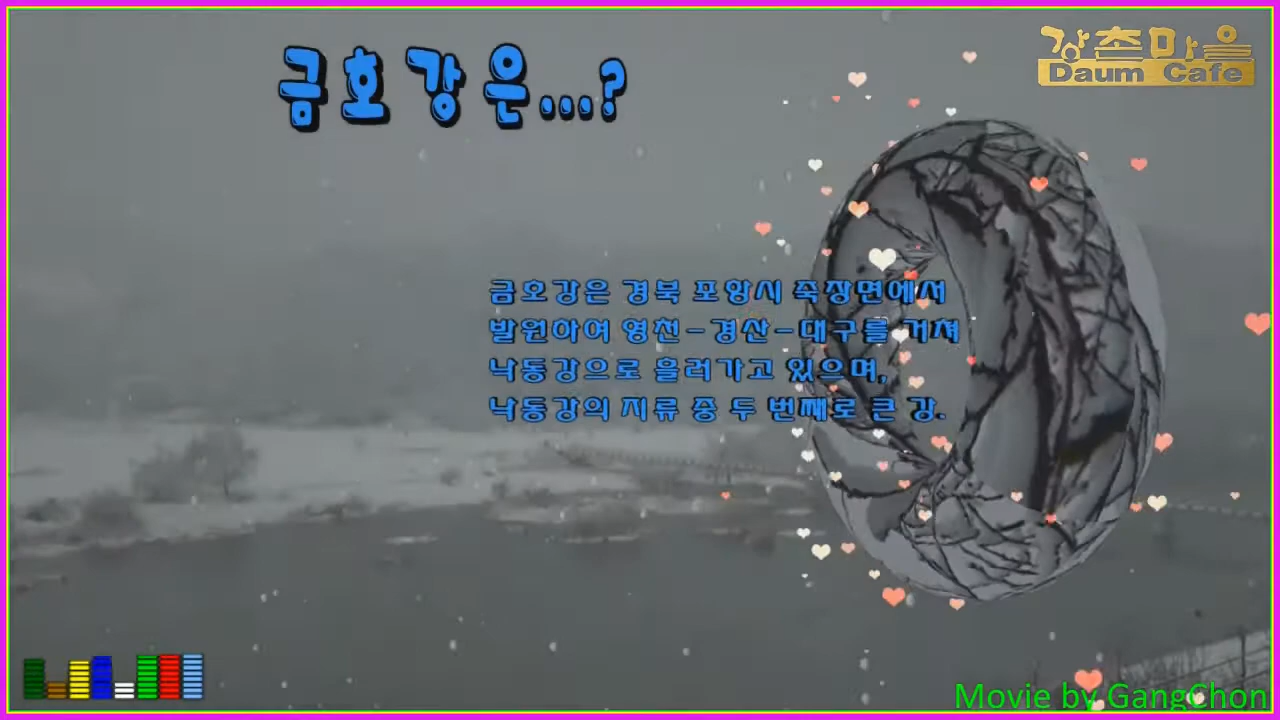 금호강은...?
강촌마을
Daum Cafe
금호강은 경북 포항시 죽장면에서
발원하여 영천-경산-대구를 거쳐
낙동강으로 흘러가고 있으며,
낙동강의 지류 중 두 번째로 큰 강.
Movie by GangChon